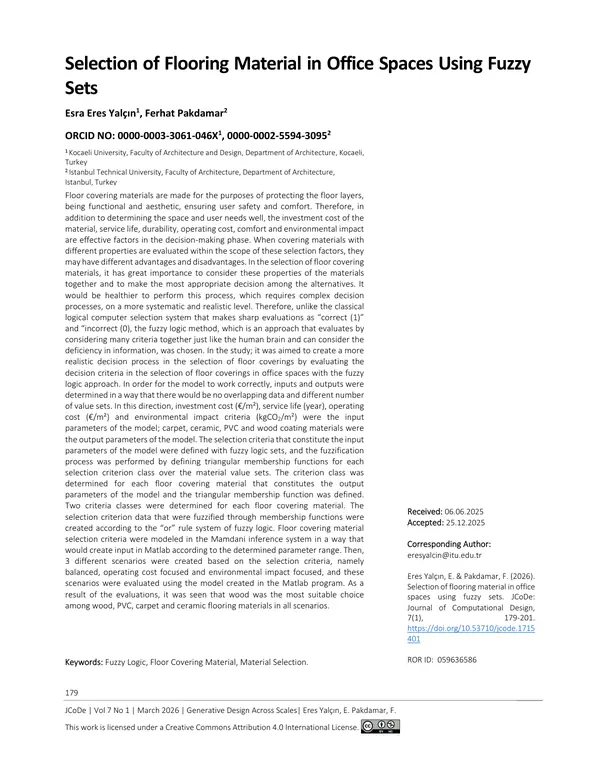 Selection of Flooring Material in Office Spaces Using Fuzzy
Sets
Esra Eres Yalçın1, Ferhat Pakdamar2
ORCID NO: 0000-0003-3061-046X1, 0000-0002-5594-30952
1 Kocaeli University, Faculty of Architecture and Design, Department of Architecture, Kocaeli,
Turkey
2 Istanbul Technical University, Faculty of Architecture, Department of Architecture,
Istanbul, Turkey
Floor covering materials are made for the purposes of protecting the floor layers,
being functional and aesthetic, ensuring user safety and comfort. Therefore, in
addition to determining the space and user needs well, the investment cost of the
material, service life, durability, operating cost, comfort and environmental impact
are effective factors in the decision-making phase. When covering materials with
different properties are evaluated within the scope of these selection factors, they
may have different advantages and disadvantages. In the selection of floor covering
materials, it has great importance to consider these properties of the materials
together and to make the most appropriate decision among the alternatives. It
would be healthier to perform this process, which requires complex decision
processes, on a more systematic and realistic level. Therefore, unlike the classical
logical computer selection system that makes sharp evaluations as "correct (1)"
and "incorrect (0), the fuzzy logic method, which is an approach that evaluates by
considering many criteria together just like the human brain and can consider the
deficiency in information, was chosen. In the study; it was aimed to create a more
realistic decision process in the selection of floor coverings by evaluating the
decision criteria in the selection of floor coverings in office spaces with the fuzzy
logic approach. In order for the model to work correctly, inputs and outputs were
determined in a way that there would be no overlapping data and different number
of value sets. In this direction, investment cost (€/m²), service life (year), operating
cost (€/m²) and environmental impact criteria (kgCO2/m²) were the input
parameters of the model; carpet, ceramic, PVC and wood coating materials were
the output parameters of the model. The selection criteria that constitute the input
parameters of the model were defined with fuzzy logic sets, and the fuzzification
process was performed by defining triangular membership functions for each
selection criterion class over the material value sets. The criterion class was
determined for each floor covering material that constitutes the output
parameters of the model and the triangular membership function was defined.
Two criteria classes were determined for each floor covering material. The
selection criterion data that were fuzzified through membership functions were
created according to the "or" rule system of fuzzy logic. Floor covering material
selection criteria were modeled in the Mamdani inference system in a way that
would create input in Matlab according to the determined parameter range. Then,
3 different scenarios were created based on the selection criteria, namely
balanced, operating cost focused and environmental impact focused, and these
scenarios were evaluated using the model created in the Matlab program. As a
result of the evaluations, it was seen that wood was the most suitable choice
among wood, PVC, carpet and ceramic flooring materials in all scenarios.
Received: 06.06.2025
Accepted: 25.12.2025
Corresponding Author:
eresyalcin@itu.edu.tr
Eres Yalçın, E. & Pakdamar, F. (2026).
Selection of flooring material in office
spaces using fuzzy sets. JCoDe:
Journal of Computational Design,
7(1), 179-201.
https://doi.org/10.53710/jcode.1715
401
ROR ID: 059636586
Keywords: Fuzzy Logic, Floor Covering Material, Material Selection.
179
JCoDe | Vol 7 No 1 | March 2026 | Generative Design Across Scales| Eres Yalçın, E. Pakdamar, F.
This work is licensed under a Creative Commons Attribution 4.0 International License.
CC BY NC